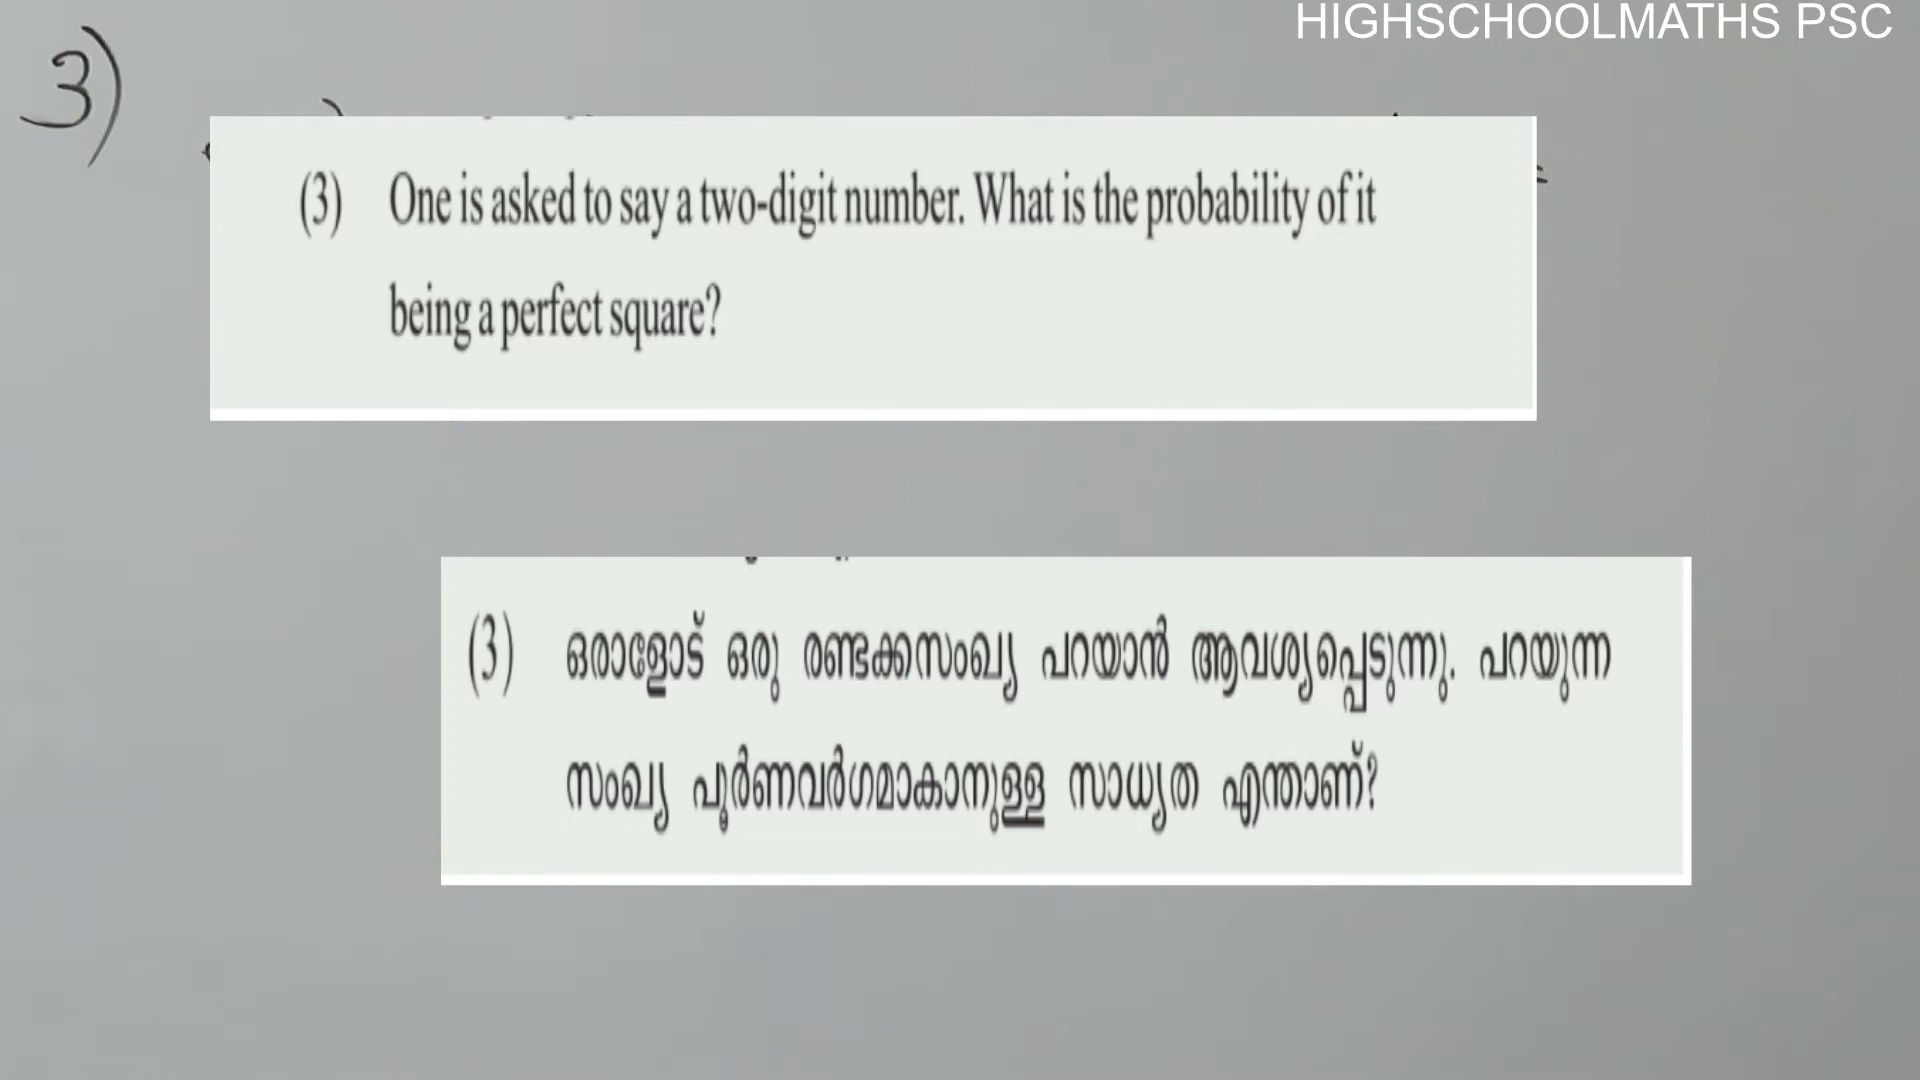 HIGHSCHOOLMATHS PSC
3)
(3) One is asked to say a two-digit number. What is the probability of it
being a perfect square?
(3) ഒരാളോട് ഒരു രണ്ടക്കസംഖ്യ പറയാൻ ആവശ്യപ്പെടുന്നു. പറയുന്ന
സംഖ്യ പൂർണവർഗമാകാനുള്ള സാധ്യത എന്താണ്?